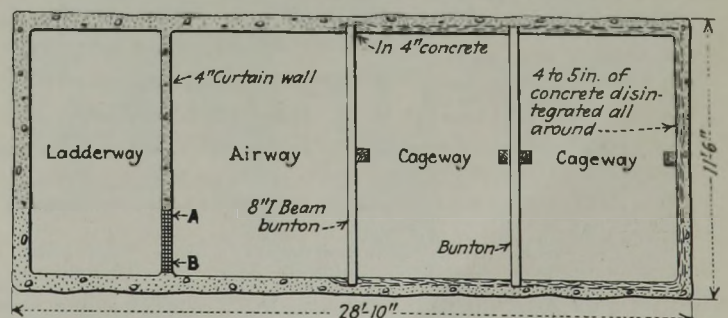 In 4" concrete
4" Curtain wall
4 to 5 in. of
concrete disin-
tegrated all
around
Ladderway
Airway
Cageway
Cageway
8" I Beam
bunton
A
Bunton
B
11'-6"
28'-10"